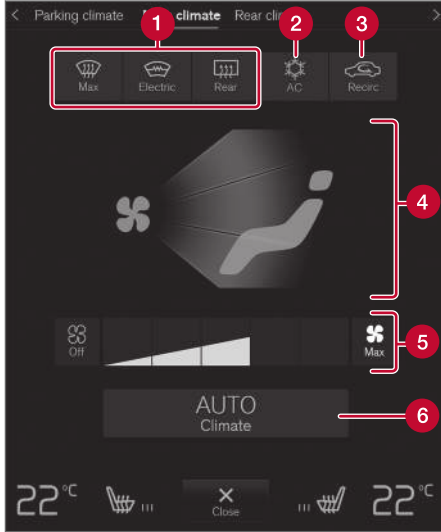 Parking climate climate Rear
1 2 3
Max Electric Rear AC Recirc
4
Off Max 5
AUTO 6
Climate
22°C Close 22°C